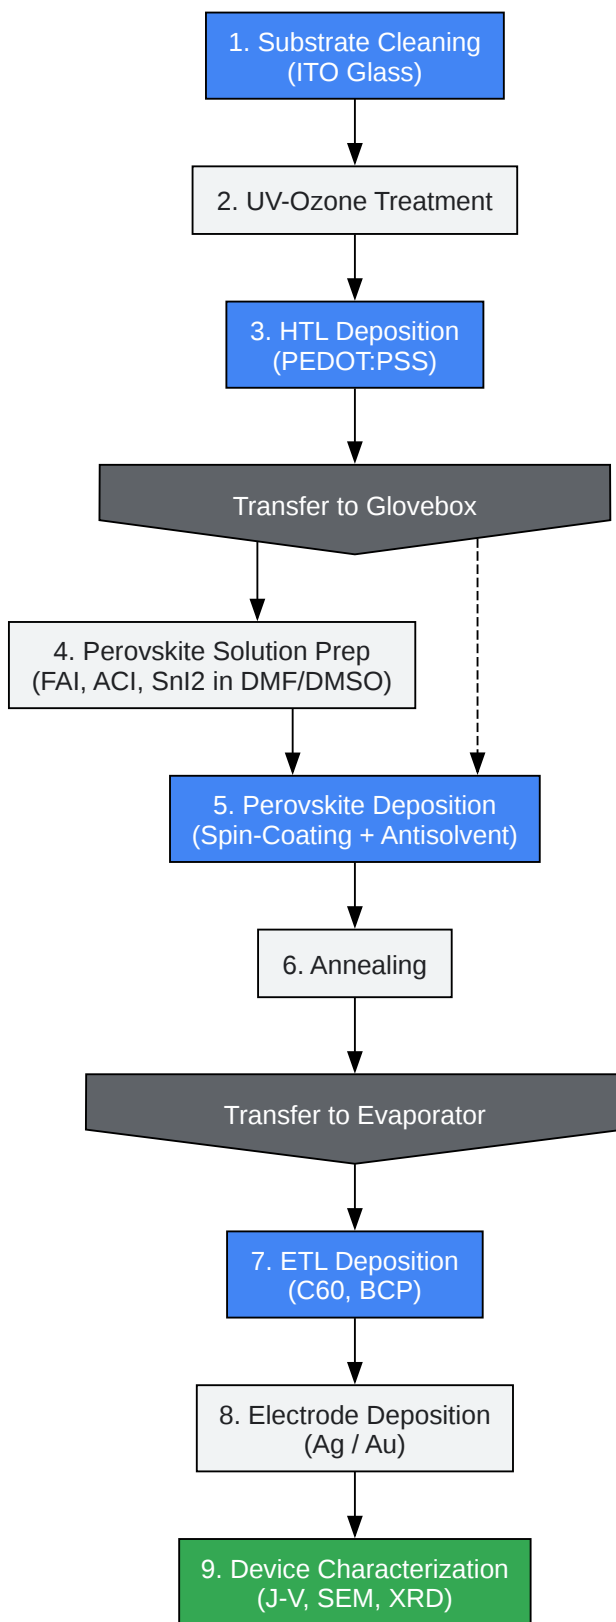 1. Substrate Cleaning
(ITO Glass)
2. UV-Ozone Treatment
3. HTL Deposition
(PEDOT:PSS)
Transfer to Glovebox
4. Perovskite Solution Prep
(FAI, ACI, SnI2 in DMF/DMSO)
5. Perovskite Deposition
(Spin-Coating + Antisolvent)
6. Annealing
Transfer to Evaporator
7. ETL Deposition
(C60, BCP)
8. Electrode Deposition
(Ag / Au)
9. Device Characterization
(J-V, SEM, XRD)